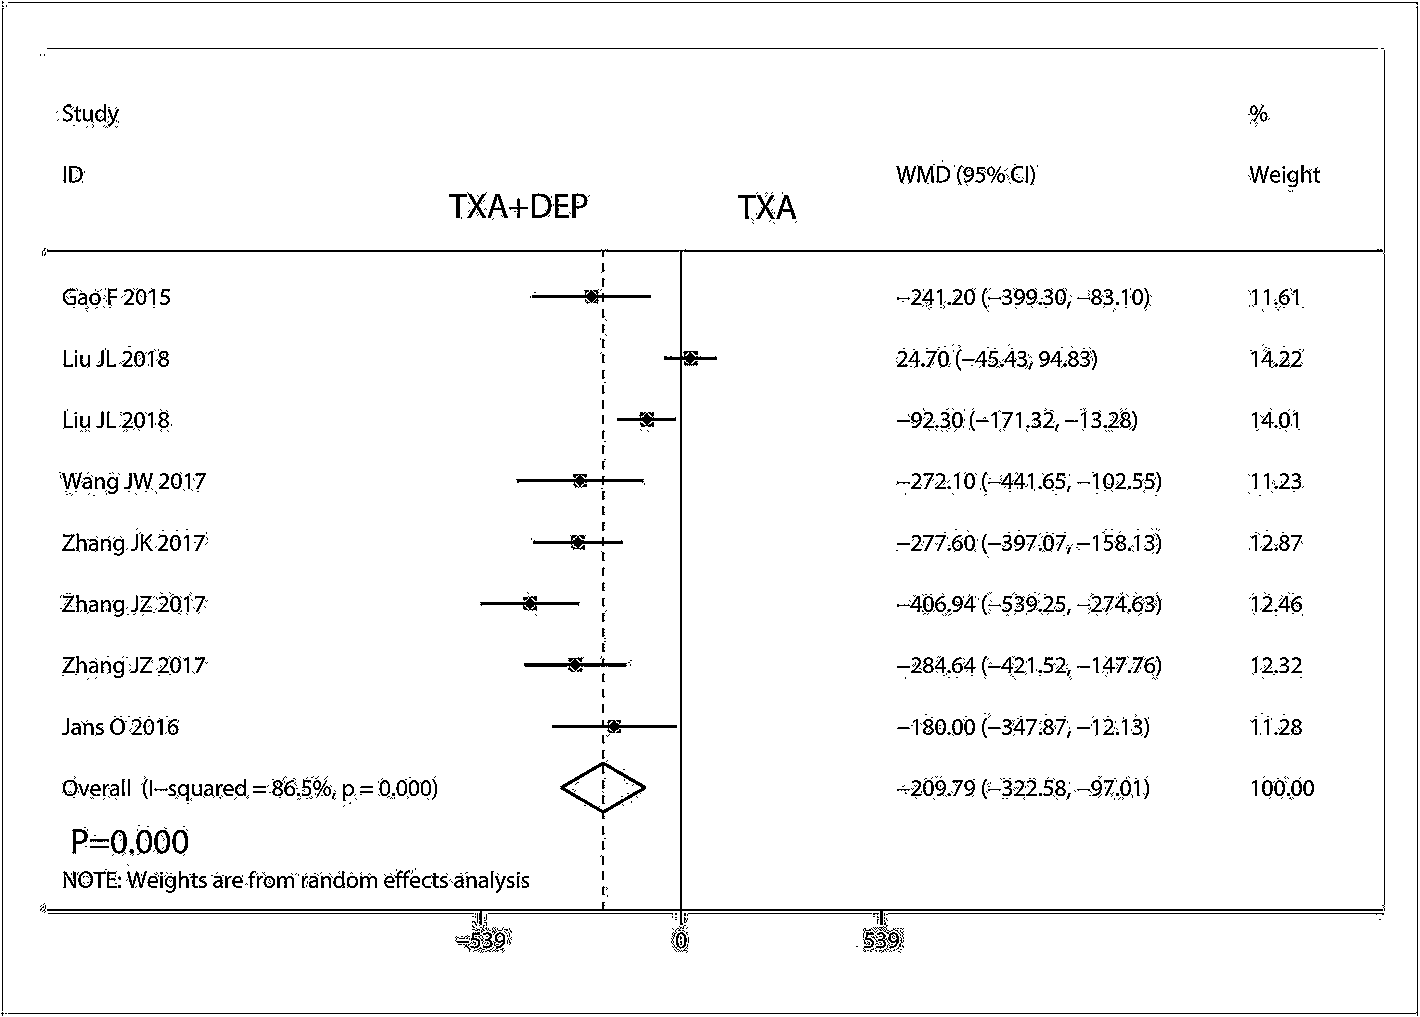 Study %
ID WMD (95% CI) Weight
TXA+DEP TXA
Gao F 2015 −241.20 (−399.30, −83.10) 11.61
Liu JL 2018 24.70 (−45.43, 94.83) 14.22
Liu JL 2018 −92.30 (−171.32, −13.28) 14.01
Wang JW 2017 −272.10 (−441.65, −102.55) 11.23
Zhang JK 2017 −277.60 (−397.07, −158.13) 12.87
Zhang JZ 2017 −406.94 (−539.25, −274.63) 12.46
Zhang JZ 2017 −284.64 (−421.52, −147.76) 12.32
Jans O 2016 −180.00 (−347.87, −12.13) 11.28
Overall (I−squared = 86.5%, p = 0.000) −209.79 (−322.58, −97.01) 100.00
P=0.000
NOTE: Weights are from random effects analysis
−539 0 539